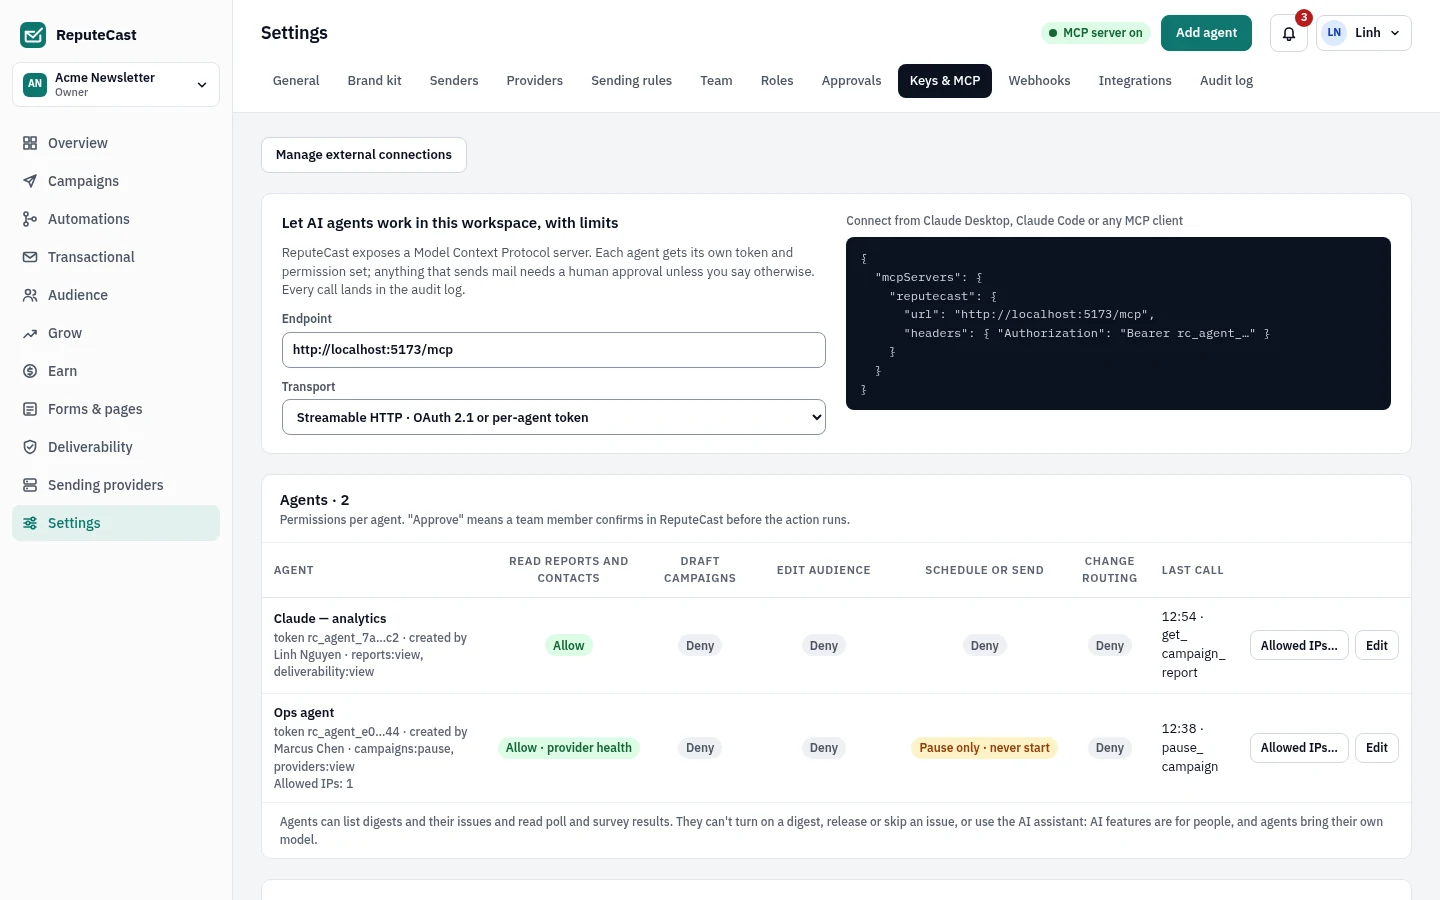 ReputeCast
AN
Acme Newsletter
Owner
Overview
Campaigns
Automations
Transactional
Audience
Grow
Earn
Forms & pages
Deliverability
Sending providers
Settings
Settings
MCP server on
Add agent
3
LN
Linh
General
Brand kit
Senders
Providers
Sending rules
Team
Roles
Approvals
Keys & MCP
Webhooks
Integrations
Audit log
Manage external connections
Let AI agents work in this workspace, with limits
ReputeCast exposes a Model Context Protocol server. Each agent gets its own token and
permission set; anything that sends mail needs a human approval unless you say otherwise.
Every call lands in the audit log.
Endpoint
http://localhost:5173/mcp
Transport
Streamable HTTP · OAuth 2.1 or per-agent token
Connect from Claude Desktop, Claude Code or any MCP client
{
"mcpServers": {
"reputecast": {
"url": "http://localhost:5173/mcp",
"headers": { "Authorization": "Bearer rc_agent_…" }
}
}
}
Agents · 2
Permissions per agent. "Approve" means a team member confirms in ReputeCast before the action runs.
AGENT
READ REPORTS AND
CONTACTS
DRAFT
CAMPAIGNS
EDIT AUDIENCE
SCHEDULE OR SEND
CHANGE
ROUTING
LAST CALL
Claude — analytics
token rc_agent_7a…c2 · created by
Linh Nguyen · reports:view,
deliverability:view
Allow
Deny
Deny
Deny
Deny
12:54 ·
get_
campaign_
report
Allowed IPs…
Edit
Ops agent
token rc_agent_e0…44 · created by
Marcus Chen · campaigns:pause,
providers:view
Allowed IPs: 1
Allow · provider health
Deny
Deny
Pause only · never start
Deny
12:38 ·
pause_
campaign
Allowed IPs…
Edit
Agents can list digests and their issues and read poll and survey results. They can't turn on a digest, release or skip an issue, or use the AI assistant: AI features are for people, and agents bring their own
model.